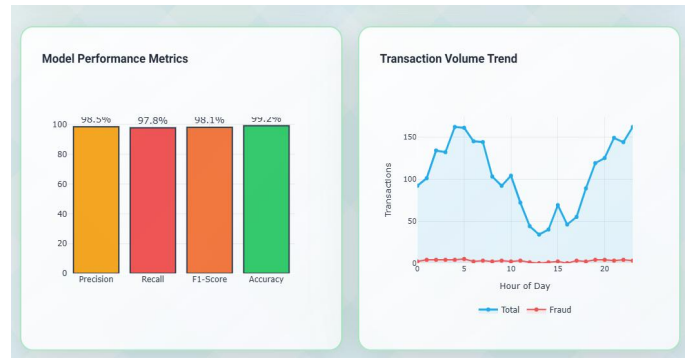 Model Performance Metrics
98.5%
97.8%
98.1%
99.2%
100
80
60
40
20
0
Precision
Recall
F1-Score
Accuracy
Transaction Volume Trend
Transactions
150
100
50
0
0
5
10
15
20
Hour of Day
Total
Fraud